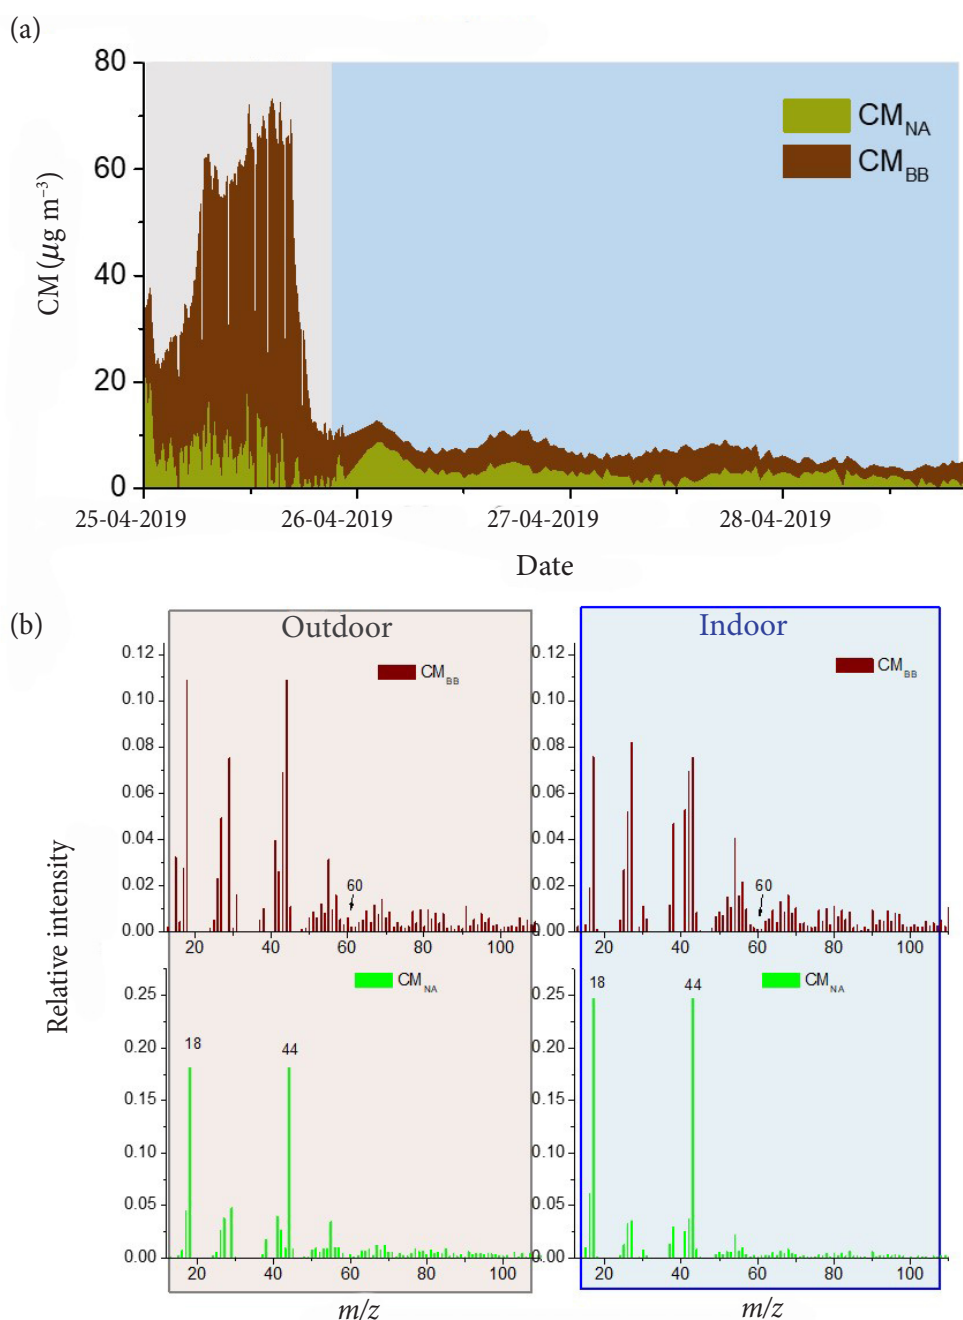 (a)
80
60
40
20
0
CM (μg m⁻³)
CM_NA
CM_BB
25-04-2019 26-04-2019 27-04-2019 28-04-2019
Date
(b)
Outdoor
CM_BB
0.12
0.10
0.08
0.06
0.04
0.02
0.00
60
20 40 60 80 100
Indoor
CM_BB
0.12
0.10
0.08
0.06
0.04
0.02
0.00
60
20 40 60 80 100
Relative intensity
CM_NA
0.25
0.20
0.15
0.10
0.05
0.00
18
44
20 40 60 80 100
m/z
CM_NA
0.25
0.20
0.15
0.10
0.05
0.00
18
44
20 40 60 80 100
m/z